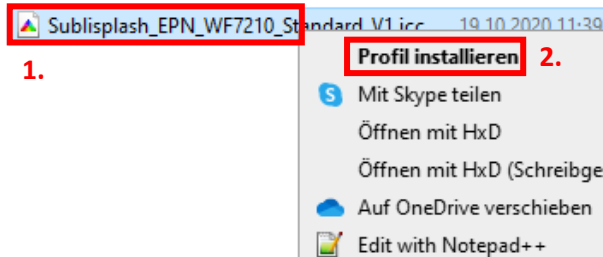 Sublisplash_EPN_WF7210_Standard_V1.icc 19.10.2020 11:39
1.
Profil installieren 2.
Mit Skype teilen
Öffnen mit HxD
Öffnen mit HxD (Schreibge
Auf OneDrive verschieben
Edit with Notepad++